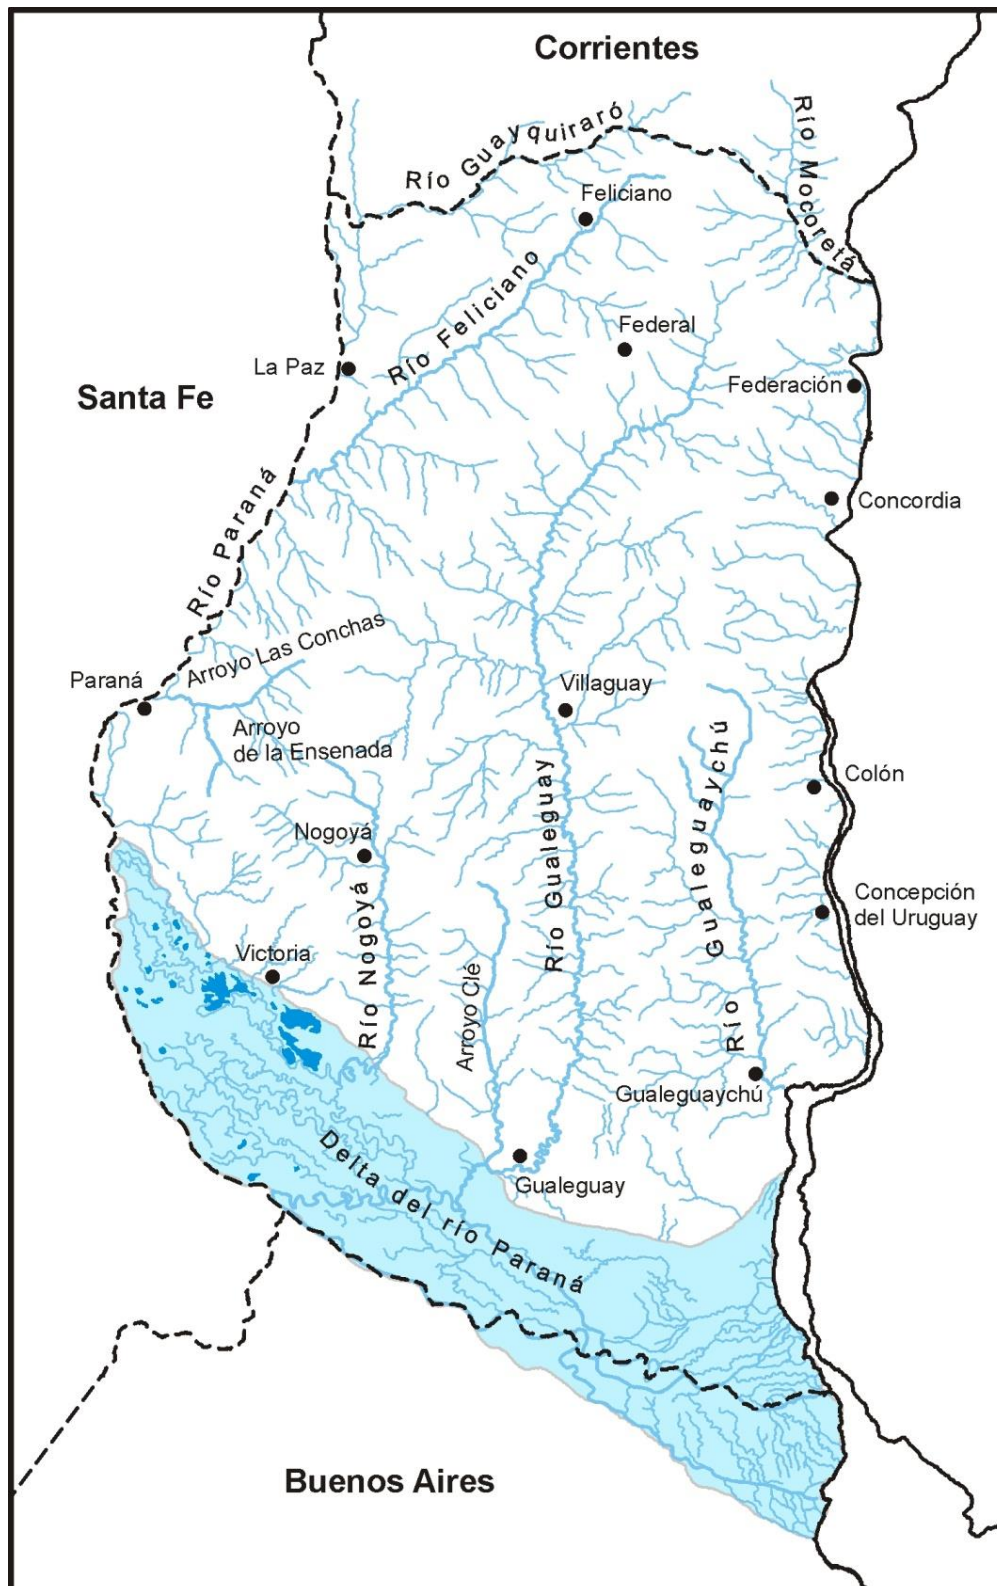 Corrientes
Río Guayquiraró
Río Mocoretá
Feliciano
Río Feliciano
Federal
La Paz
Federación
Santa Fe
Concordia
Río Paraná
Arroyo Las Conchas
Paraná
Villaguay
Arroyo
de la Ensenada
Colón
Nogoyá
Río Gualeguay
Río Gualeguaychú
Concepción
del Uruguay
Victoria
Río Nogoyá
Arroyo Clé
Gualeguaychú
Gualeguay
Delta del río Paraná
Buenos Aires